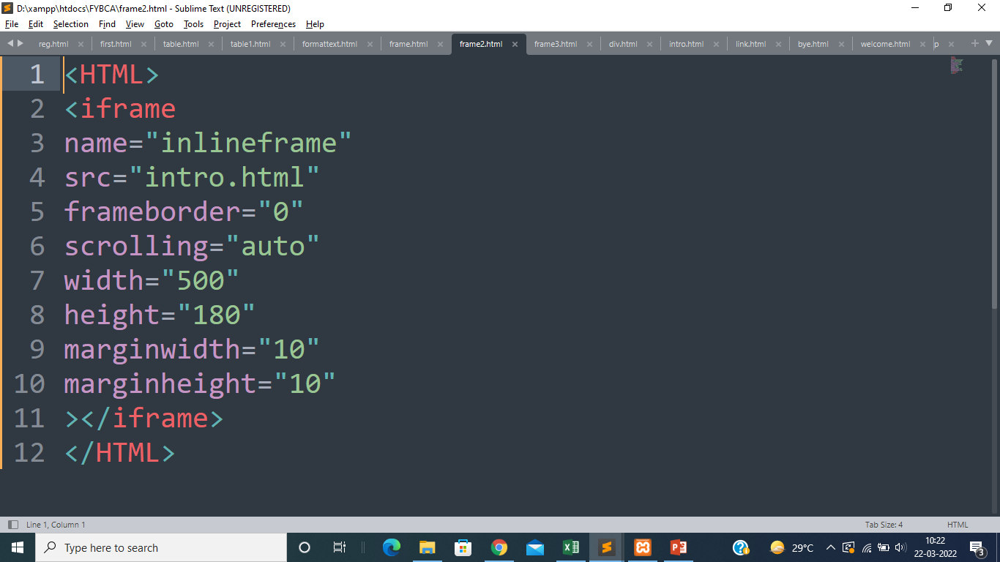 D:\xampp\htdocs\FYBCA\frame2.html - Sublime Text (UNREGISTERED)
File Edit Selection Find View Goto Tools Project Preferences Help
reg.html first.html table.html table1.html formattext.html frame.html frame2.html frame3.html div.html intro.html link.html bye.html welcome.html p
1 <HTML>
2 <iframe
3 name="inlineframe"
4 src="intro.html"
5 frameborder="0"
6 scrolling="auto"
7 width="500"
8 height="180"
9 marginwidth="10"
10 marginheight="10"
11 ></iframe>
12 </HTML>
Line 1, Column 1 Tab Size: 4 HTML
Type here to search 29°C 10:22
22-03-2022 3